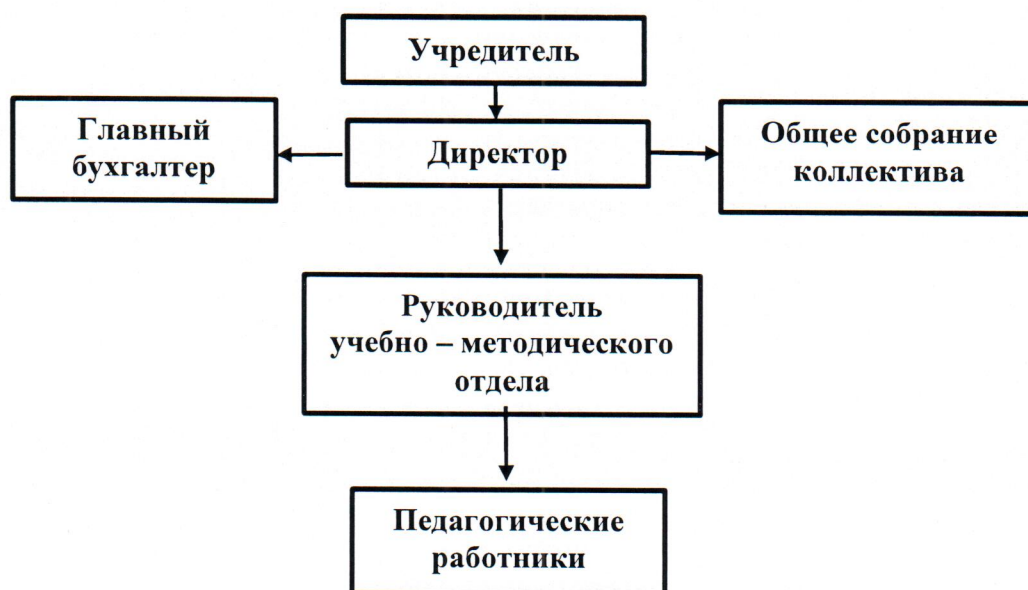 Учредитель
Главный
бухгалтер
Директор
Общее собрание
коллектива
Руководитель
учебно – методического
отдела
Педагогические
работники